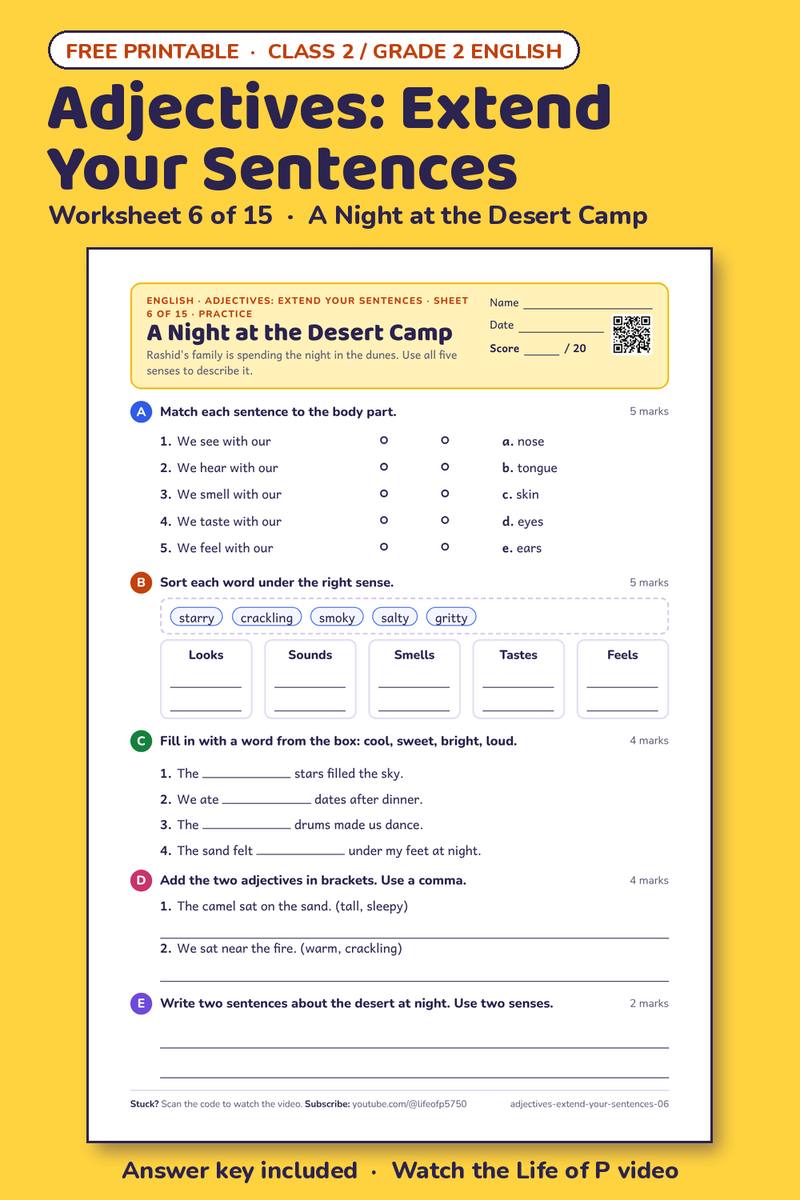 FREE PRINTABLE · CLASS 2 / GRADE 2 ENGLISH
Adjectives: Extend
Your Sentences
Worksheet 6 of 15 · A Night at the Desert Camp
ENGLISH · ADJECTIVES: EXTEND YOUR SENTENCES · SHEET
6 OF 15 · PRACTICE
A Night at the Desert Camp
Rashid's family is spending the night in the dunes. Use all five
senses to describe it.
Name
Date
Score ______ / 20
A Match each sentence to the body part. 5 marks
1. We see with our a. nose
2. We hear with our b. tongue
3. We smell with our c. skin
4. We taste with our d. eyes
5. We feel with our e. ears
B Sort each word under the right sense. 5 marks
starry crackling smoky salty gritty
Looks Sounds Smells Tastes Feels
C Fill in with a word from the box: cool, sweet, bright, loud. 4 marks
1. The ____________ stars filled the sky.
2. We ate ____________ dates after dinner.
3. The ____________ drums made us dance.
4. The sand felt ____________ under my feet at night.
D Add the two adjectives in brackets. Use a comma. 4 marks
1. The camel sat on the sand. (tall, sleepy)
2. We sat near the fire. (warm, crackling)
E Write two sentences about the desert at night. Use two senses. 2 marks
Stuck? Scan the code to watch the video. Subscribe: youtube.com/@lifeofp5750 adjectives-extend-your-sentences-06
Answer key included · Watch the Life of P video